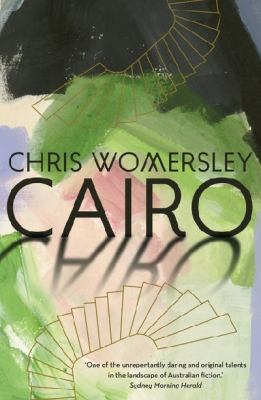 CHRIS WOMERSLEY
CAIRO
CAIRO
'One of the unrepentantly daring and original talents
in the landscape of Australian fiction.'
Sydney Morning Herald